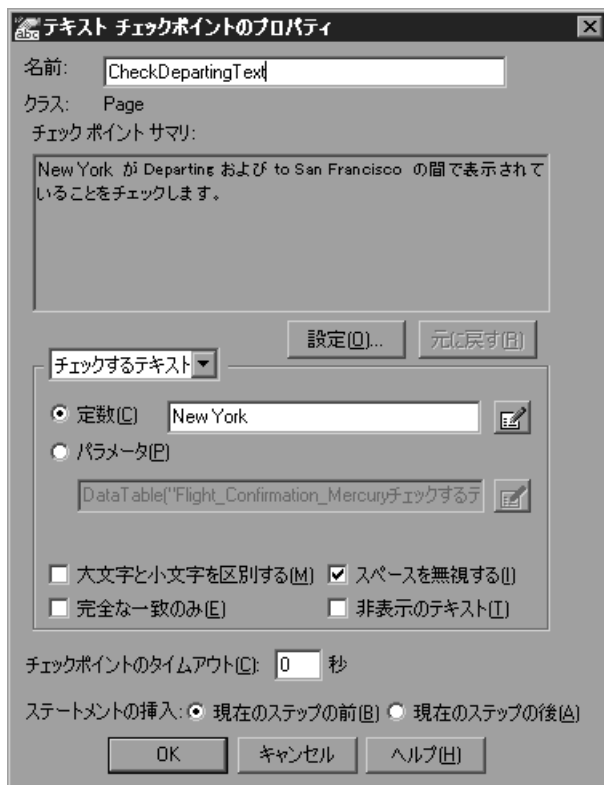 テキスト チェックポイントのプロパティ
名前: CheckDepartingText
クラス: Page
チェックポイント サマリ:
New York が Departing および to San Francisco の間で表示されて
いることをチェックします。
設定(O)... 元に戻す(R)
チェックするテキスト
定数(C) New York
パラメータ(P)
DataTable("Flight_Confirmation_Mercuryチェックするテ
大文字と小文字を区別する(M) スペースを無視する(I)
完全な一致のみ(E) 非表示のテキスト(T)
チェックポイントのタイムアウト(C): 0 秒
ステートメントの挿入: 現在のステップの前(B) 現在のステップの後(A)
OK キャンセル ヘルプ(H)